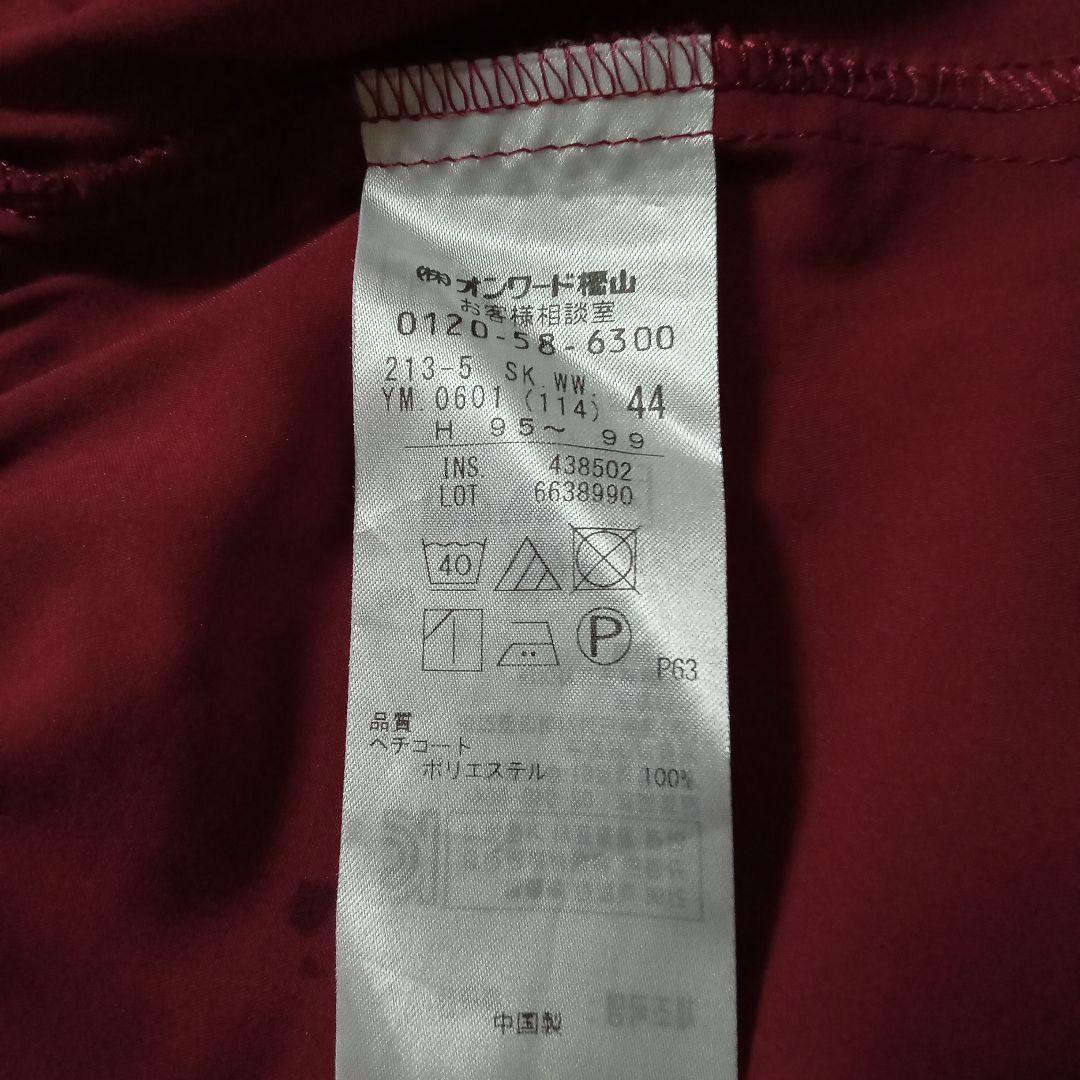 ㈱オンワード樫山
お客様相談室
0120-58-6300
213-5 SK.WW.
YM.0601 (114) 44
H 95～ 99
INS. 438502
LOT 6638990
40
P
P63
品質
ヘチコート
ポリエステル 100%
中国製